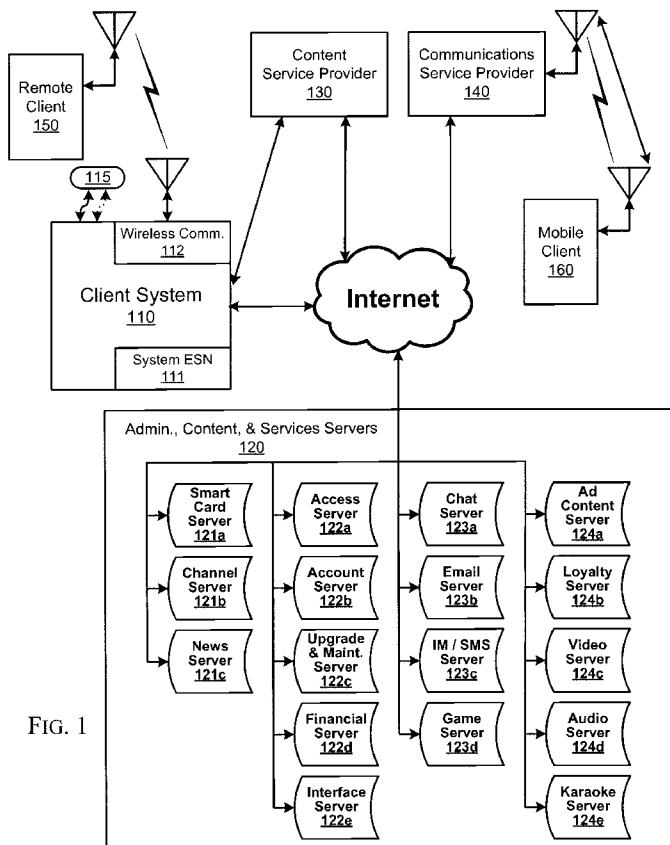 Remote
Client
150
Content
Service Provider
130
Communications
Service Provider
140
115
Wireless Comm.
112
Client System
110
System ESN
111
Internet
Mobile
Client
160
Admin., Content, & Services Servers
120
Smart
Card
Server
121a
Channel
Server
121b
News
Server
121c
Access
Server
122a
Account
Server
122b
Upgrade
& Maint.
Server
122c
Financial
Server
122d
Interface
Server
122e
Chat
Server
123a
Email
Server
123b
IM / SMS
Server
123c
Game
Server
123d
Ad
Content
Server
124a
Loyalty
Server
124b
Video
Server
124c
Audio
Server
124d
Karaoke
Server
124e
FIG. 1